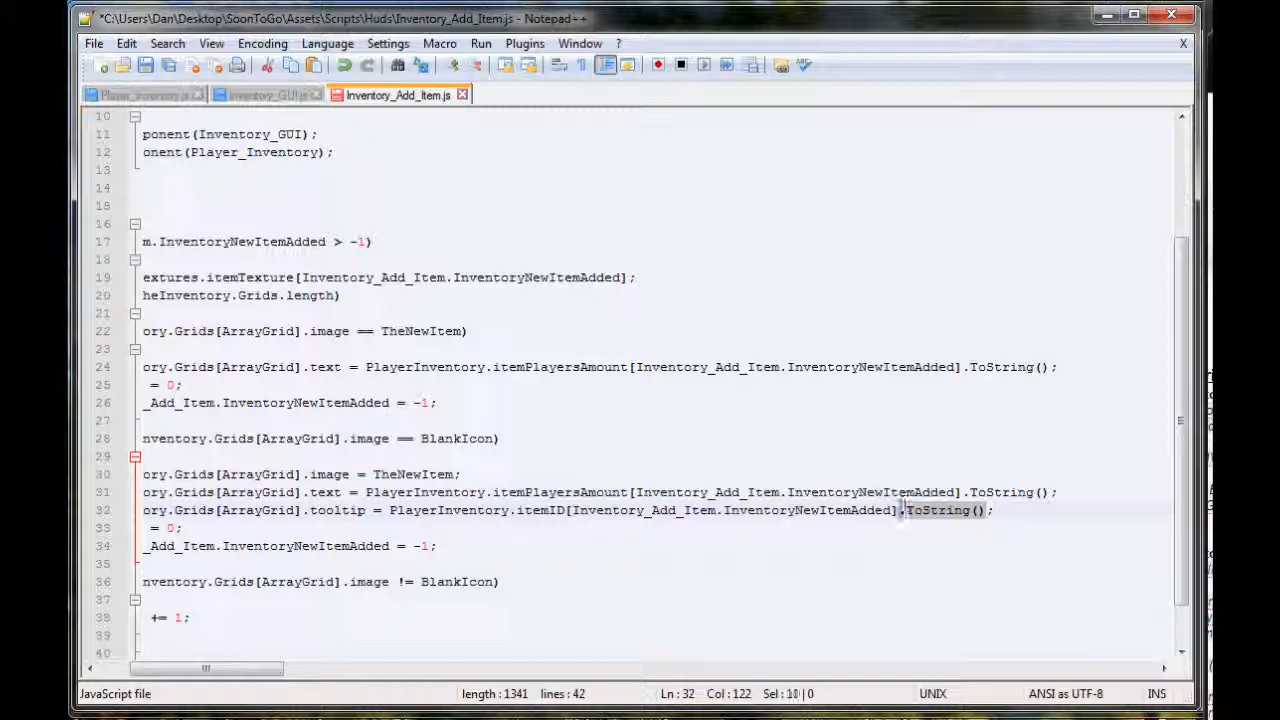 *C:\Users\Dan\Desktop\SoonToGo\Assets\Scripts\Huds\Inventory_Add_Item.js - Notepad++
File Edit Search View Encoding Language Settings Macro Run Plugins Window ? X
Player_Inventory.js Inventory_GUI.js Inventory_Add_Item.js
10
11 ponent(Inventory_GUI);
12 onent(Player_Inventory);
13
14
15
16
17 m.InventoryNewItemAdded > -1)
18
19 extures.itemTexture[Inventory_Add_Item.InventoryNewItemAdded];
20 heInventory.Grids.length)
21
22 ory.Grids[ArrayGrid].image == TheNewItem)
23
24 ory.Grids[ArrayGrid].text = PlayerInventory.itemPlayersAmount[Inventory_Add_Item.InventoryNewItemAdded].ToString();
25 = 0;
26 _Add_Item.InventoryNewItemAdded = -1;
27
28 nventory.Grids[ArrayGrid].image == BlankIcon)
29
30 ory.Grids[ArrayGrid].image = TheNewItem;
31 ory.Grids[ArrayGrid].text = PlayerInventory.itemPlayersAmount[Inventory_Add_Item.InventoryNewItemAdded].ToString();
32 ory.Grids[ArrayGrid].tooltip = PlayerInventory.itemID[Inventory_Add_Item.InventoryNewItemAdded].ToString();
33 = 0;
34 _Add_Item.InventoryNewItemAdded = -1;
35
36 nventory.Grids[ArrayGrid].image != BlankIcon)
37
38 += 1;
39
40
JavaScript file length : 1341 lines : 42 Ln : 32 Col : 122 Sel : 10 | 0 UNIX ANSI as UTF-8 INS